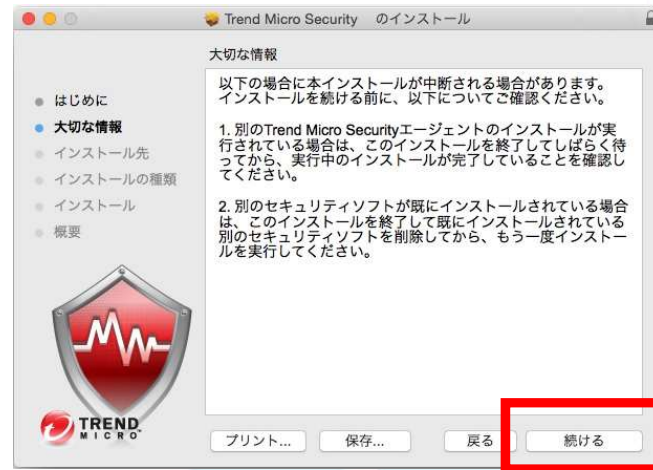 Trend Micro Security のインストール
大切な情報
はじめに
大切な情報
インストール先
インストールの種類
インストール
概要
以下の場合に本インストールが中断される場合があります。
インストールを続ける前に、以下についてご確認ください。
1. 別のTrend Micro Securityエージェントのインストールが実
行されている場合は、このインストールを終了してしばらく待
ってから、実行中のインストールが完了していることを確認し
てください。
2. 別のセキュリティソフトが既にインストールされている場合
は、このインストールを終了して既にインストールされている
別のセキュリティソフトを削除してから、もう一度インストー
ルを実行してください。
TREND
MICRO
プリント... 保存... 戻る 続ける